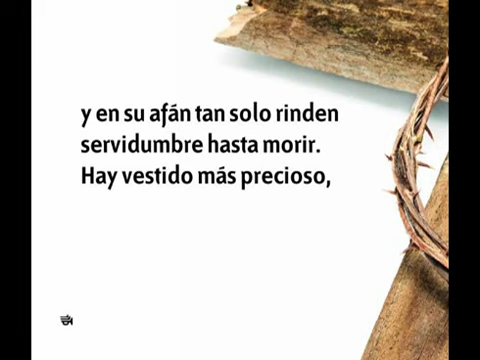 y en su afán tan solo rinden
servidumbre hasta morir.
Hay vestido más precioso,